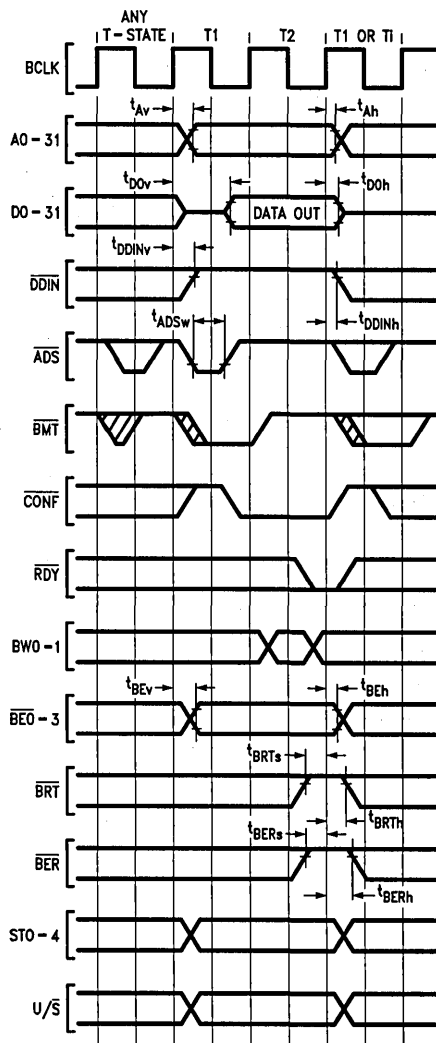 ANY
T-STATE T1 T2 T1 OR Ti
BCLK
tAv tAh
A0-31
tDOv tDOh
D0-31 DATA OUT
tDDINv
DDIN
tADSw tDDINh
ADS
BMT
CONF
RDY
BW0-1
tBEv tBEh
BE0-3
tBRTs
BRT
tBRTh
tBERs
BER
tBERh
ST0-4
U/S